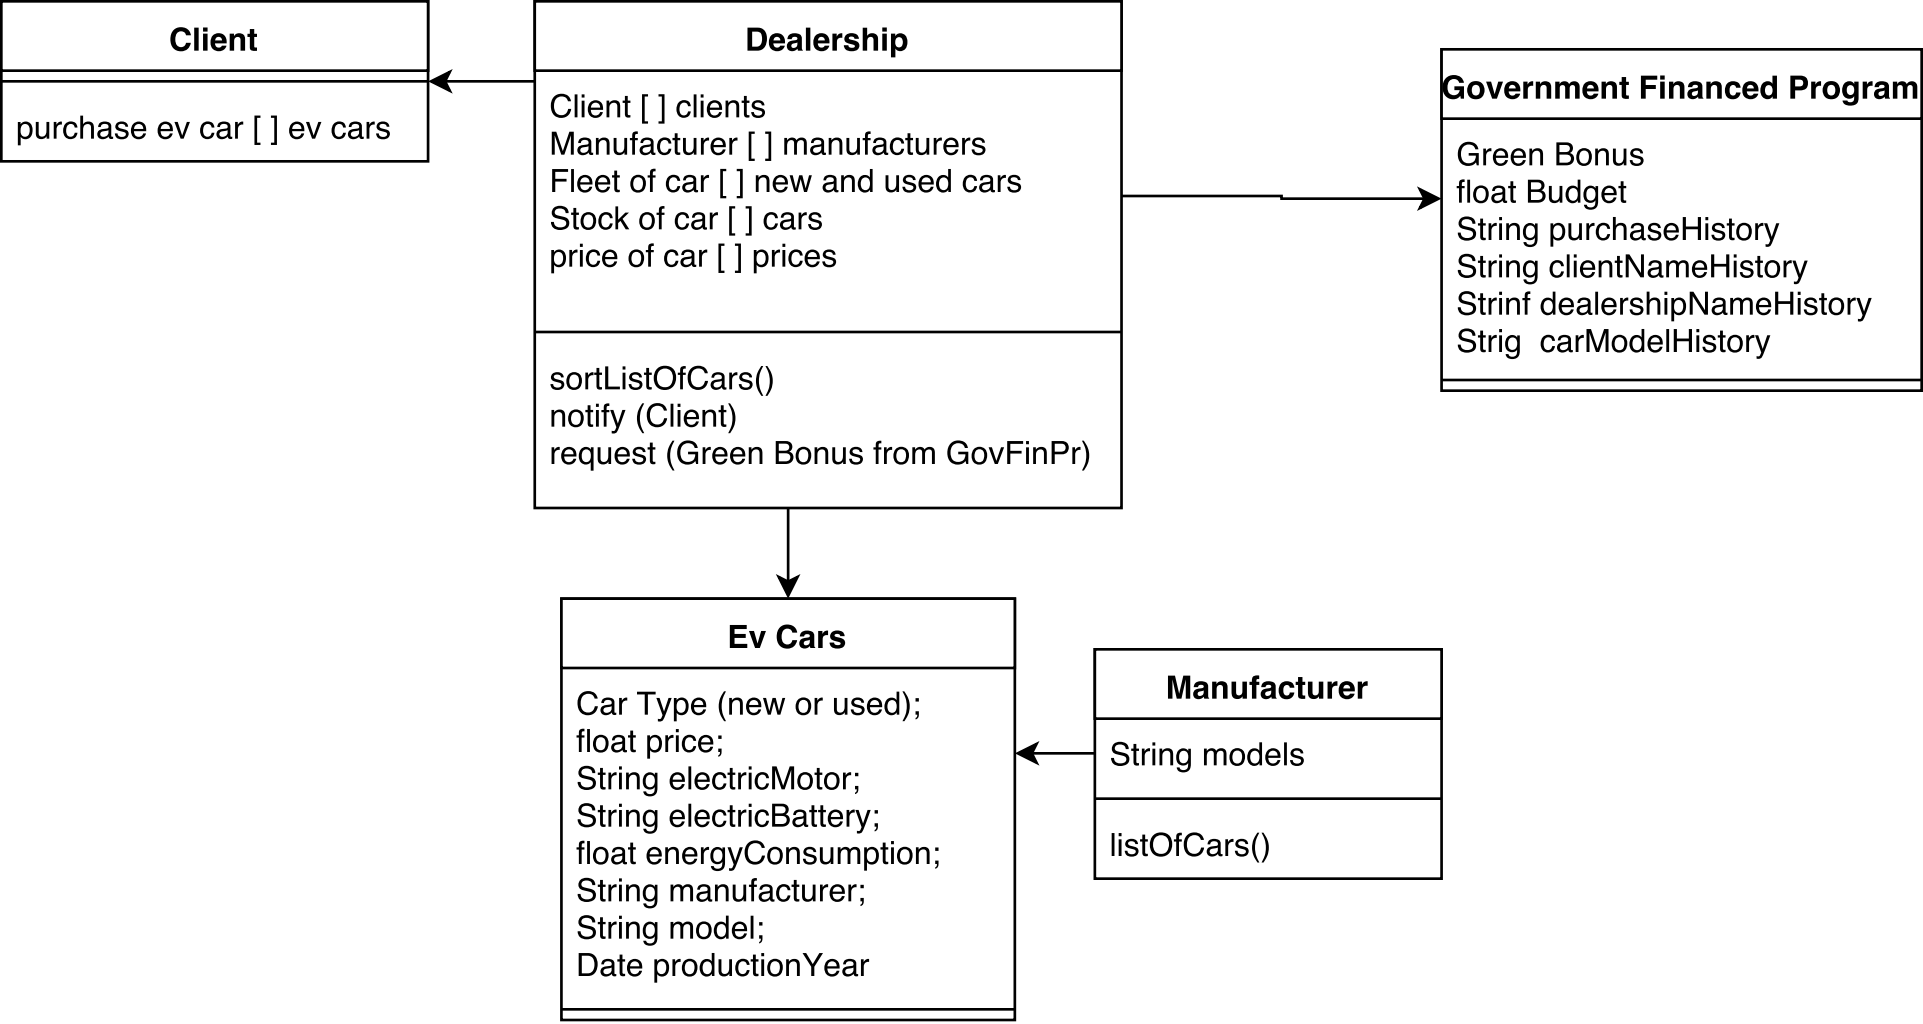 Client
purchase ev car [ ] ev cars
Dealership
Client [ ] clients
Manufacturer [ ] manufacturers
Fleet of car [ ] new and used cars
Stock of car [ ] cars
price of car [ ] prices
sortListOfCars()
notify (Client)
request (Green Bonus from GovFinPr)
Government Financed Program
Green Bonus
float Budget
String purchaseHistory
String clientNameHistory
Strinf dealershipNameHistory
Strig  carModelHistory
Ev Cars
Car Type (new or used);
float price;
String electricMotor;
String electricBattery;
float energyConsumption;
String manufacturer;
String model;
Date productionYear
Manufacturer
String models
listOfCars()